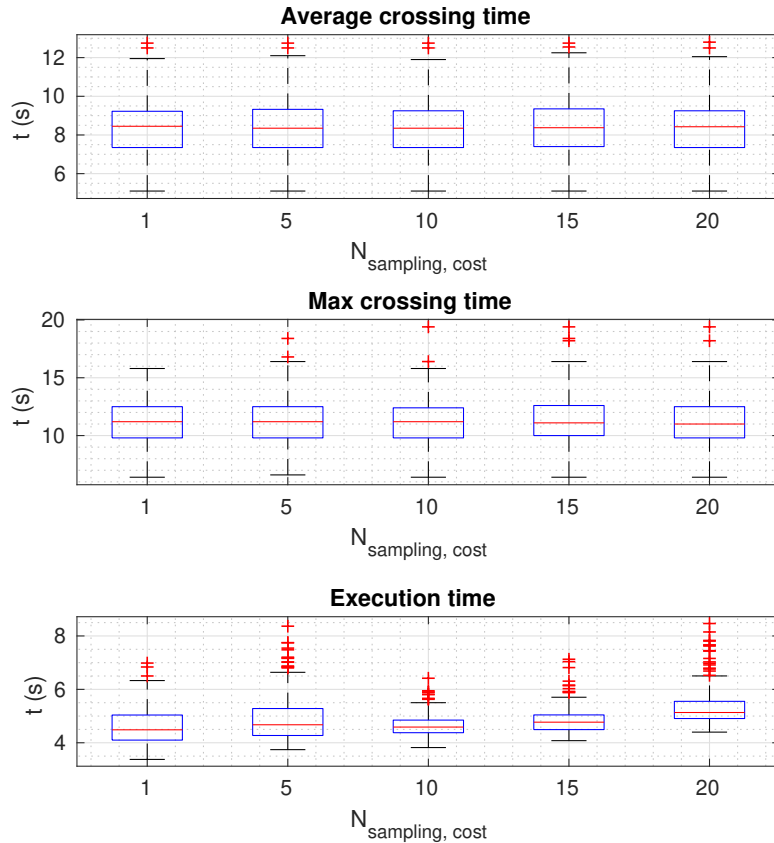 Average crossing time
12
10
8
6
t (s)
1 5 10 15 20
N_sampling, cost
Max crossing time
20
15
10
t (s)
1 5 10 15 20
N_sampling, cost
Execution time
8
6
4
t (s)
1 5 10 15 20
N_sampling, cost